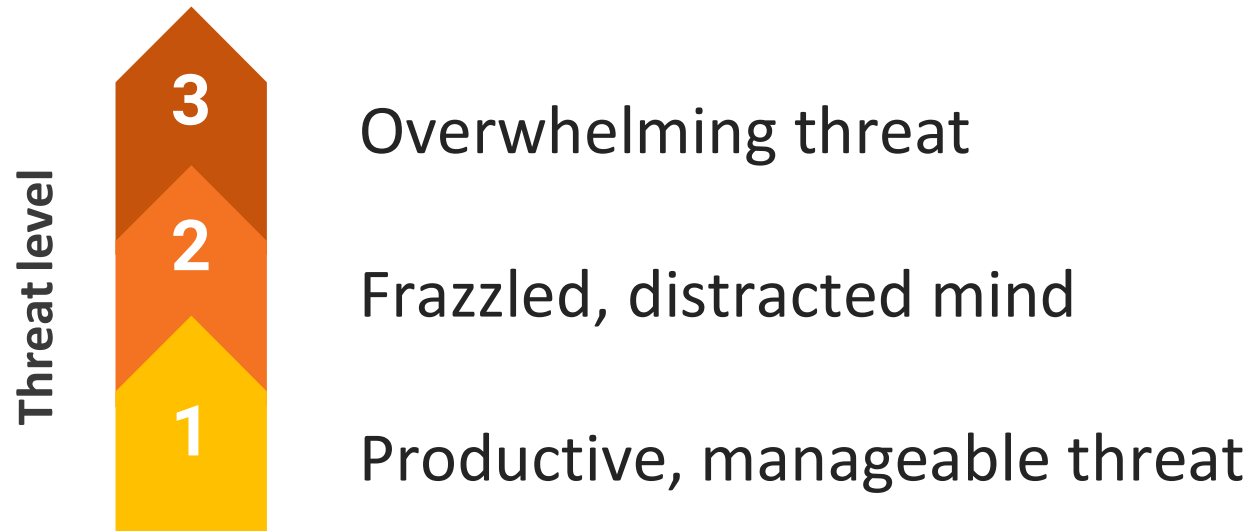 Threat level
3
Overwhelming threat
2
Frazzled, distracted mind
1
Productive, manageable threat